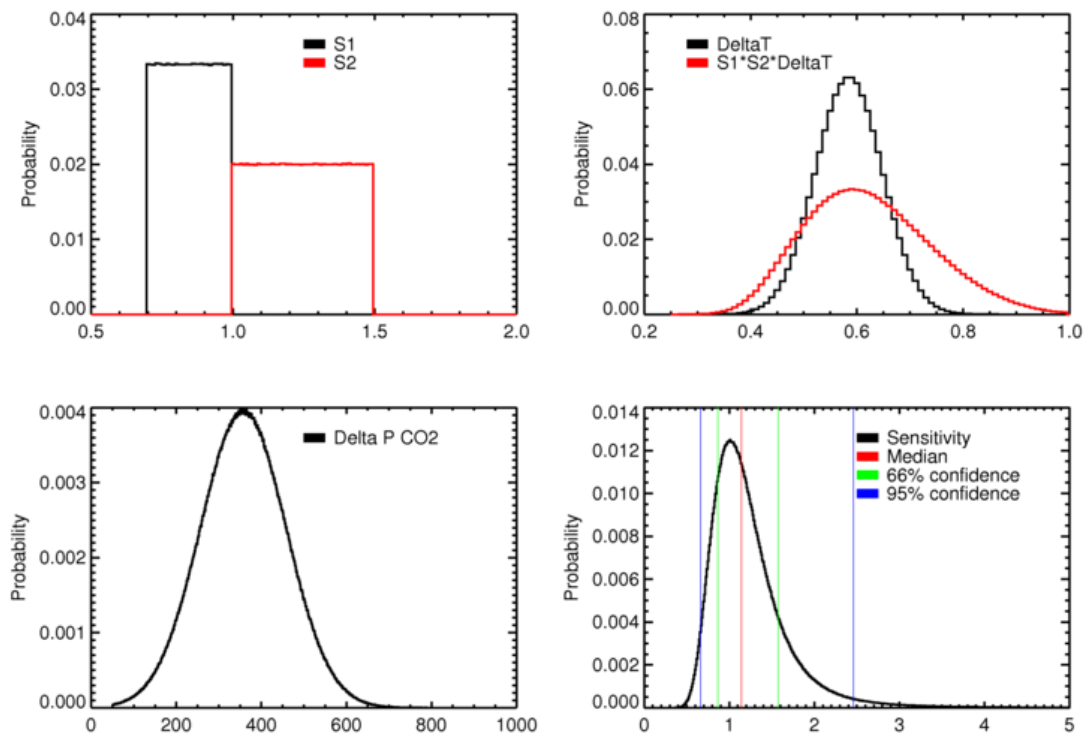 0.04
0.03
0.02
0.01
0.00
Probability
S1
S2
0.5 1.0 1.5 2.0
0.08
0.06
0.04
0.02
0.00
Probability
DeltaT
S1*S2*DeltaT
0.2 0.4 0.6 0.8 1.0
0.004
0.003
0.002
0.001
0.000
Probability
Delta P CO2
0 200 400 600 800 1000
0.014
0.012
0.010
0.008
0.006
0.004
0.002
0.000
Probability
Sensitivity
Median
66% confidence
95% confidence
0 1 2 3 4 5